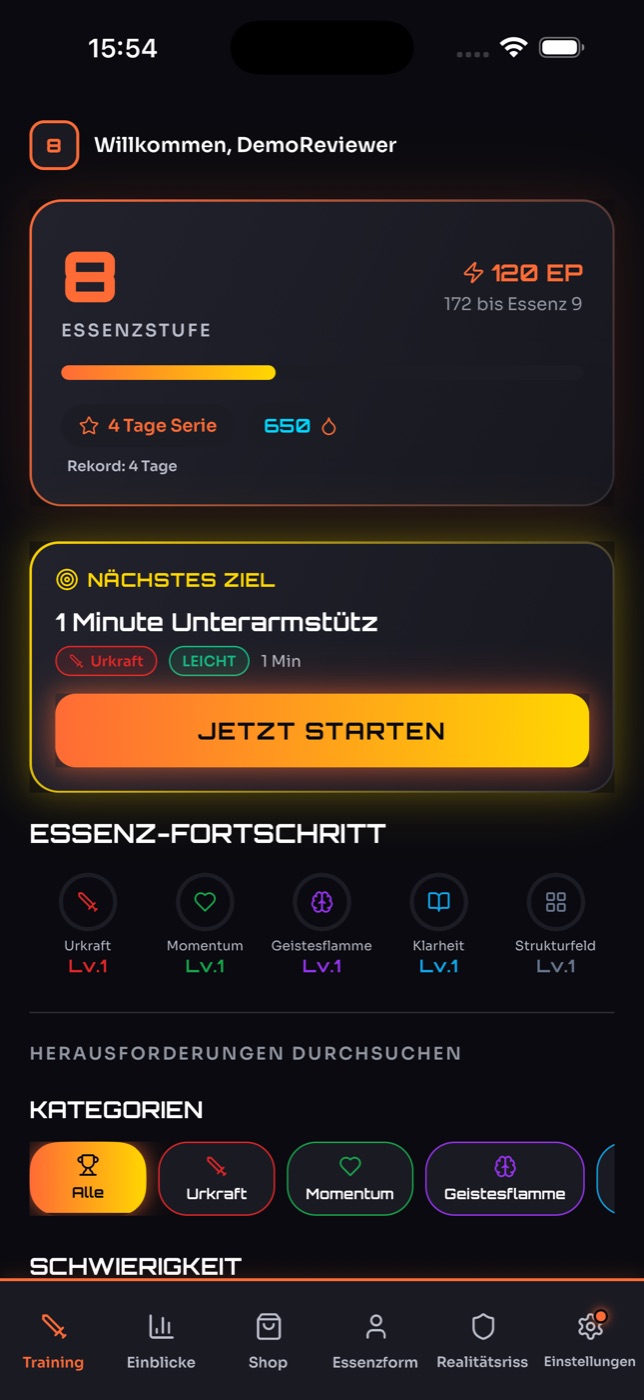 15:54
8
Willkommen, DemoReviewer
8
120 EP
172 bis Essenz 9
ESSENZSTUFE
4 Tage Serie
650
Rekord: 4 Tage
NÄCHSTES ZIEL
1 Minute Unterarmstütz
Urkraft LEICHT 1 Min
JETZT STARTEN
ESSENZ-FORTSCHRITT
Urkraft Momentum Geistesflamme Klarheit Strukturfeld
Lv.1 Lv.1 Lv.1 Lv.1 Lv.1
HERAUSFORDERUNGEN DURCHSUCHEN
KATEGORIEN
Alle Urkraft Momentum Geistesflamme
SCHWIERIGKEIT
Training Einblicke Shop Essenzform Realitätsriss Einstellungen